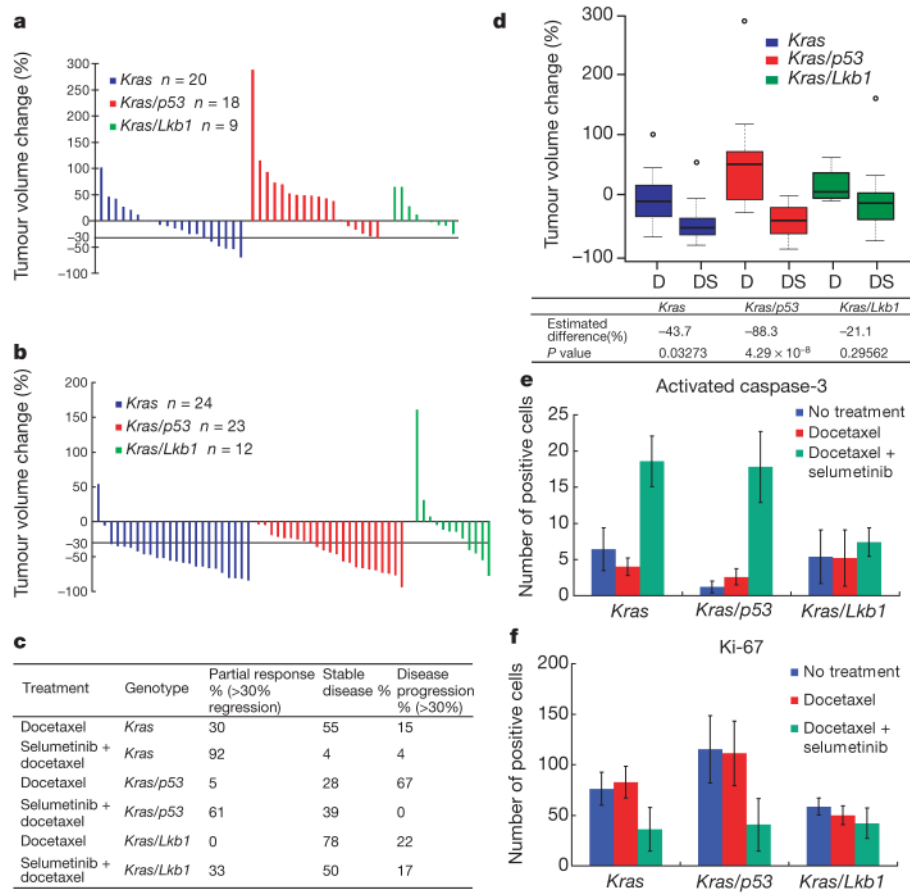 a
Tumour volume change (%)
300
250
200
150
100
50
0
−30
−50
−100
Kras n = 20
Kras/p53 n = 18
Kras/Lkb1 n = 9
b
Tumour volume change (%)
200
150
100
50
0
−30
−50
−100
Kras n = 24
Kras/p53 n = 23
Kras/Lkb1 n = 12
c
Treatment Genotype Partial response % (>30% regression) Stable disease % Disease progression % (>30%)
Docetaxel Kras 30 55 15
Selumetinib + docetaxel Kras 92 4 4
Docetaxel Kras/p53 5 28 67
Selumetinib + docetaxel Kras/p53 61 39 0
Docetaxel Kras/Lkb1 0 78 22
Selumetinib + docetaxel Kras/Lkb1 33 50 17
d
Tumour volume change (%)
300
100
0
−100
Kras
Kras/p53
Kras/Lkb1
D DS D DS D DS
Kras Kras/p53 Kras/Lkb1
Estimated difference(%) −43.7 −88.3 −21.1
P value 0.03273 4.29 × 10⁻⁸ 0.29562
e
Activated caspase-3
Number of positive cells
25
20
15
10
5
0
No treatment
Docetaxel
Docetaxel +
selumetinib
Kras Kras/p53 Kras/Lkb1
f
Ki-67
Number of positive cells
200
150
100
50
0
No treatment
Docetaxel
Docetaxel +
selumetinib
Kras Kras/p53 Kras/Lkb1